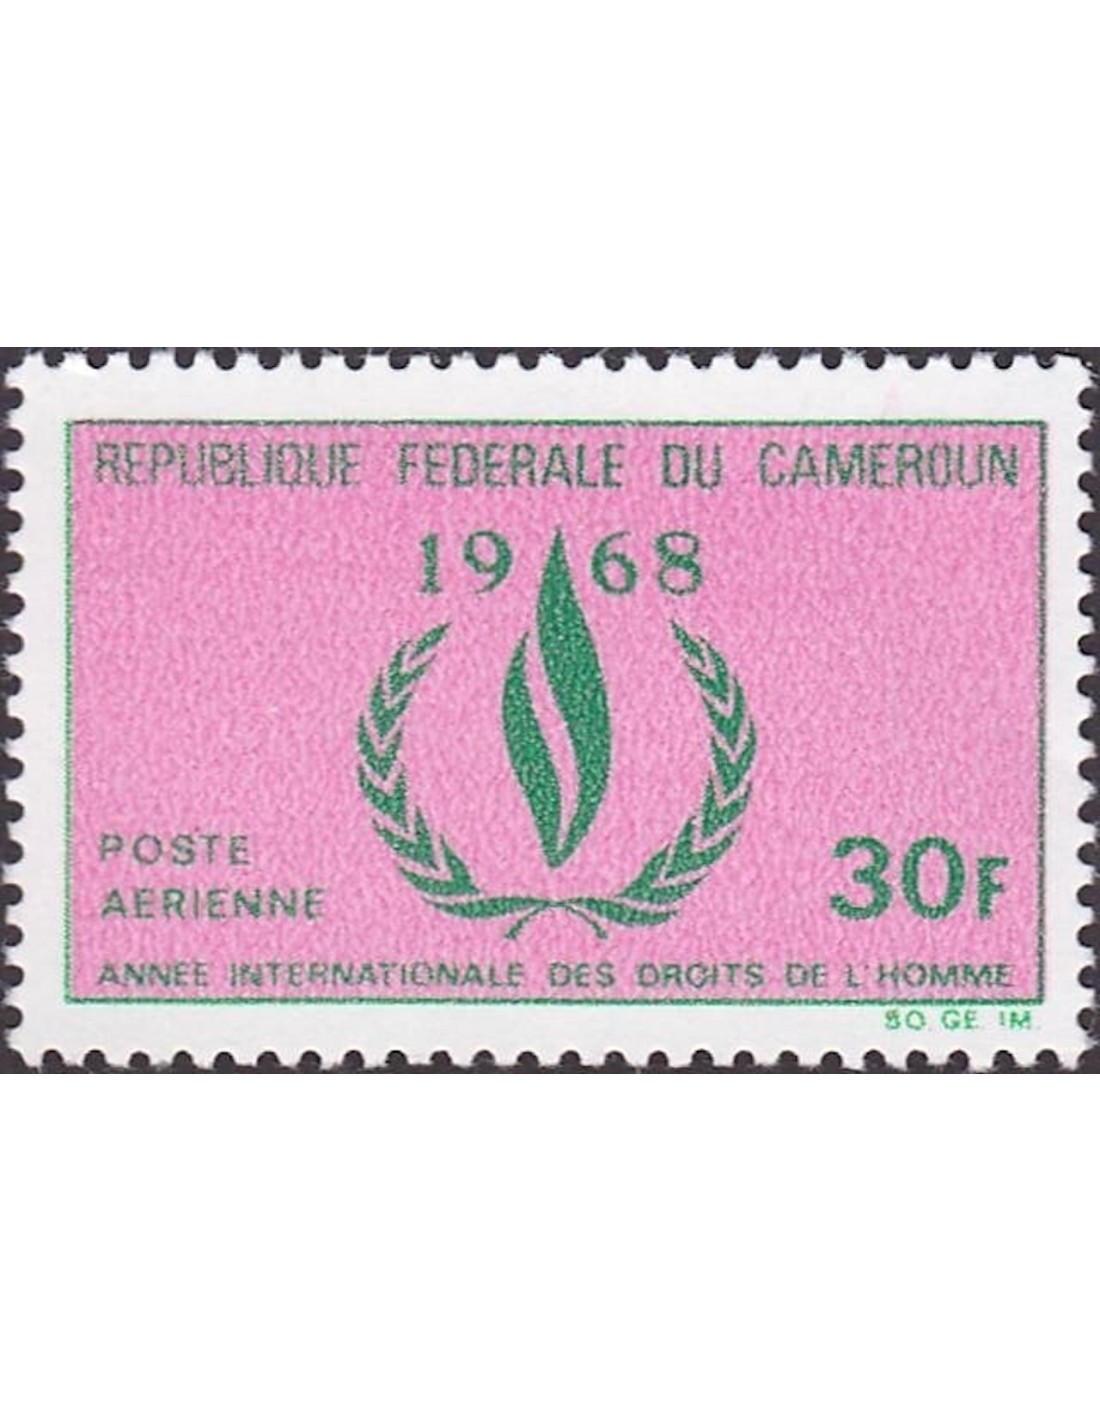 REPUBLIQUE FEDERALE DU CAMEROUN
1968
POSTE
AERIENNE
30F
ANNEE INTERNATIONALE DES DROITS DE L'HOMME
SO. GE. IM.